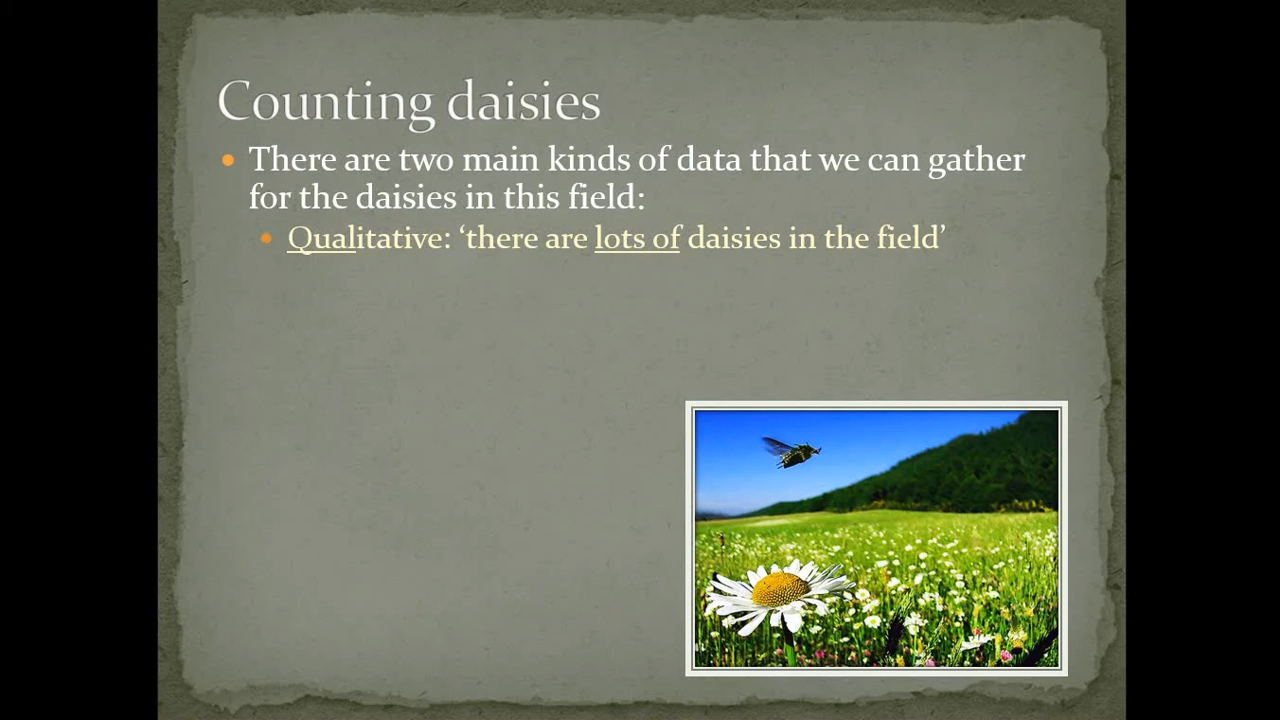 Counting daisies
There are two main kinds of data that we can gather
for the daisies in this field:
Qualitative: ‘there are lots of daisies in the field’